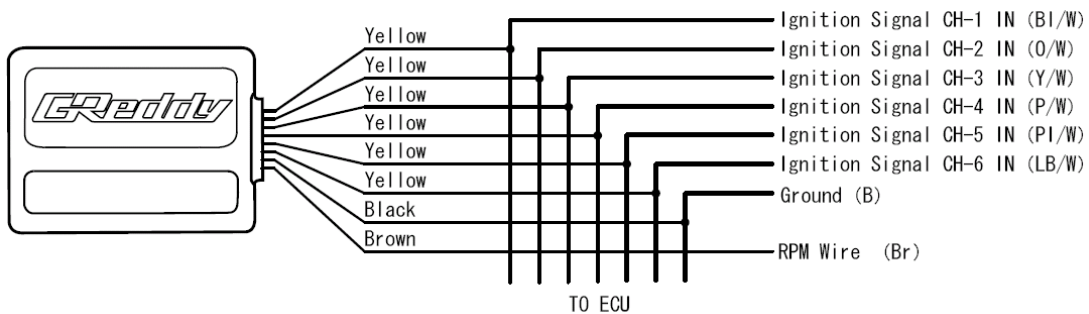 GReddy
Yellow
Yellow
Yellow
Yellow
Yellow
Yellow
Black
Brown
Ignition Signal CH-1 IN (Bl/W)
Ignition Signal CH-2 IN (O/W)
Ignition Signal CH-3 IN (Y/W)
Ignition Signal CH-4 IN (P/W)
Ignition Signal CH-5 IN (Pl/W)
Ignition Signal CH-6 IN (LB/W)
Ground (B)
RPM Wire (Br)
TO ECU